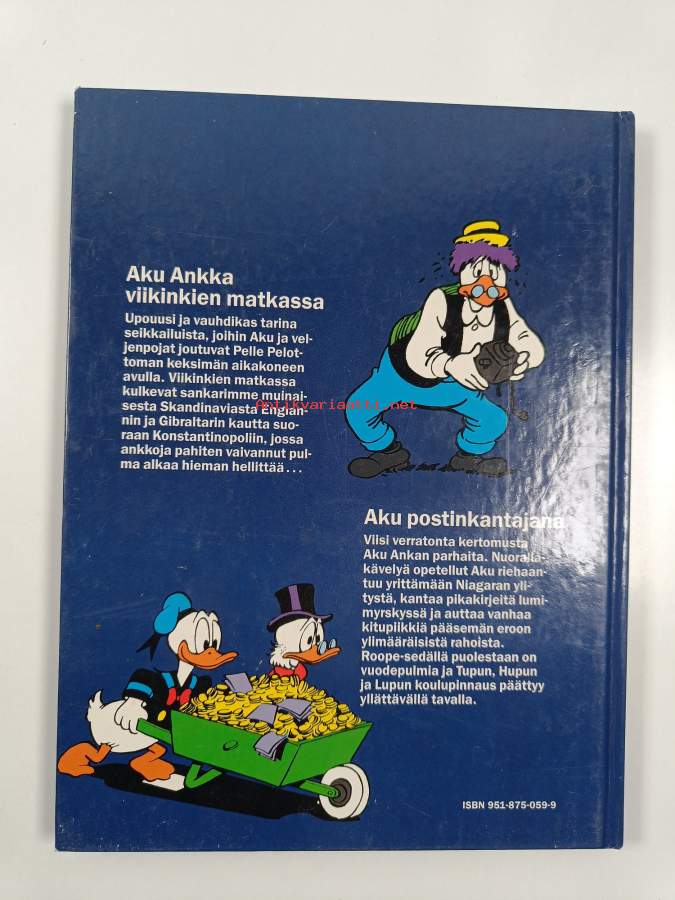 Aku Ankka
viikinkien matkassa
Upouusi ja vauhdikas tarina
seikkailuista, joihin Aku ja vel-
jenpojat joutuvat Pelle Pelot-
toman keksimän aikakoneen
avulla. Viikinkien matkassa
kulkevat sankarimme muinai-
sesta Skandinaviasta Englan-
nin ja Gibraltarin kautta suo-
raan Konstantinopoliin, jossa
ankkoja pahiten vaivannut pul-
ma alkaa hieman hellittää...
Antikvariaatti.net
Aku postinkantajana
Viisi verratonta kertomusta
Aku Ankan parhaita. Nuoralla-
kävelyä opetellut Aku riehaan-
tuu yrittämään Niagaran yli-
tystä, kantaa pikakirjeitä lumi-
myrskyssä ja auttaa vanhaa
kitupiikkiä pääsemän eroon
ylimääräisistä rahoista.
Roope-sedällä puolestaan on
vuodepulmia ja Tupun, Hupun
ja Lupun koulupinnaus päättyy
yllättävällä tavalla.
ISBN 951-875-059-9